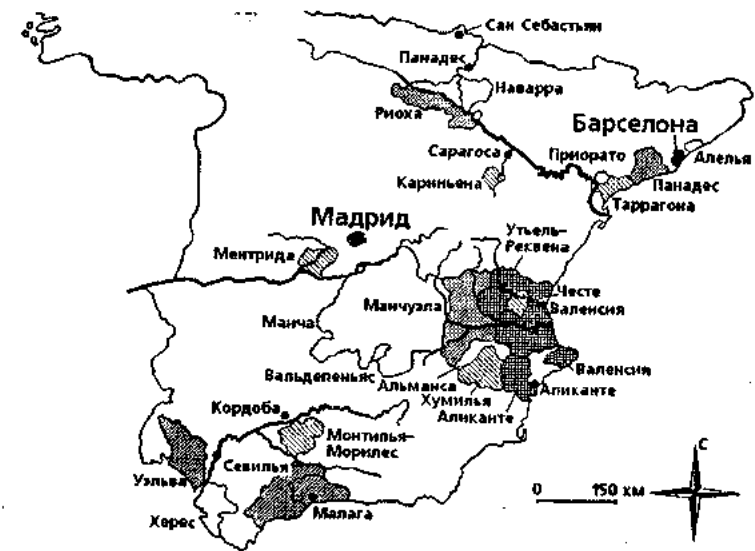 Сан Себастьян
Панадес
Наварра
Риоха
Барселона
Сарагоса
Приорато
Алелья
Кариньена
Панадес
Таррагона
Мадрид
Утьель-
Реквена
Ментрида
Честе
Манчуэла
Валенсия
Манча
Вальдепеньяс
Альманса
Валенсия
Хумилья
Аликанте
Аликанте
Кордоба
Монтилья-
Морилес
Севилья
Уэльва
Малага
Херес
С
0 150 км